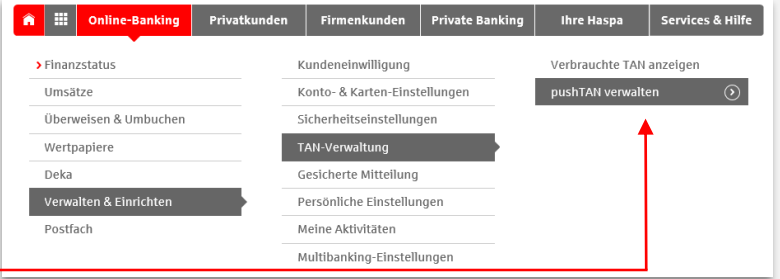 Online-Banking
Privatkunden
Firmenkunden
Private Banking
Ihre Haspa
Services & Hilfe
Finanzstatus
Umsätze
Überweisen & Umbuchen
Wertpapiere
Deka
Verwalten & Einrichten
Postfach
Kundeneinwilligung
Konto- & Karten-Einstellungen
Sicherheitseinstellungen
TAN-Verwaltung
Gesicherte Mitteilung
Persönliche Einstellungen
Meine Aktivitäten
Multibanking-Einstellungen
Verbrauchte TAN anzeigen
pushTAN verwalten